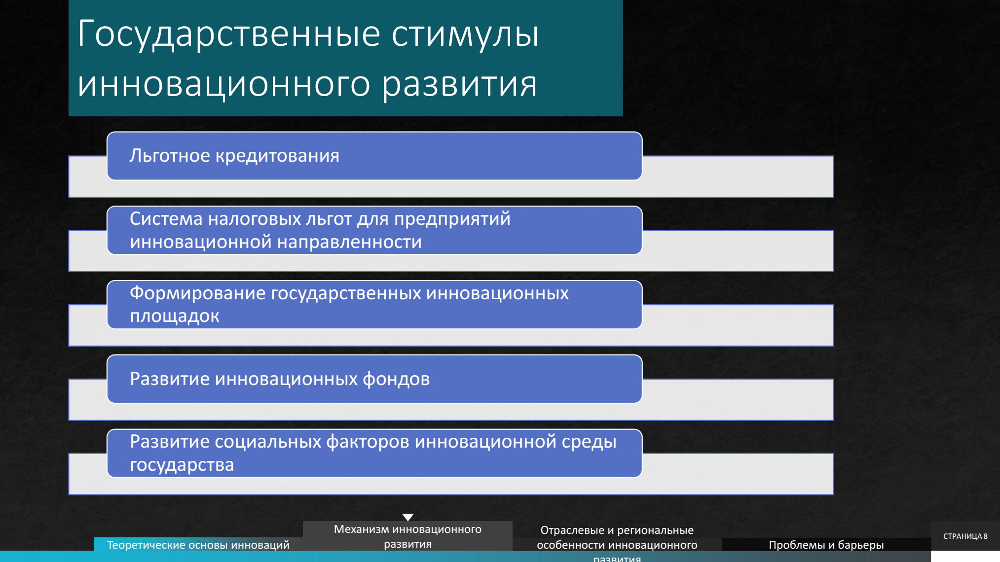 Государственные стимулы
инновационного развития
Льготное кредитования
Система налоговых льгот для предприятий
инновационной направленности
Формирование государственных инновационных
площадок
Развитие инновационных фондов
Развитие социальных факторов инновационной среды
государства
Теоретические основы инноваций
Механизм инновационного
развития
Отраслевые и региональные
особенности инновационного
развития
Проблемы и барьеры
СТРАНИЦА 8